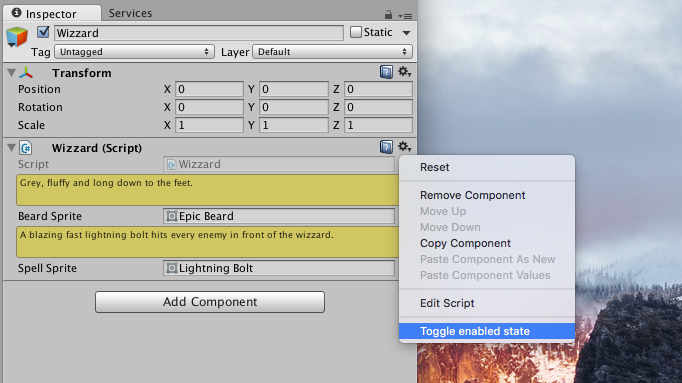 Inspector Services
Wizzard Static
Tag Untagged Layer Default
Transform
Position X 0 Y 0 Z 0
Rotation X 0 Y 0 Z 0
Scale X 1 Y 1 Z 1
Wizzard (Script)
Script Wizzard
Grey, fluffy and long down to the feet.
Beard Sprite Epic Beard
A blazing fast lightning bolt hits every enemy in front of the wizzard.
Spell Sprite Lightning Bolt
Add Component
Reset
Remove Component
Move Up
Move Down
Copy Component
Paste Component As New
Paste Component Values
Edit Script
Toggle enabled state